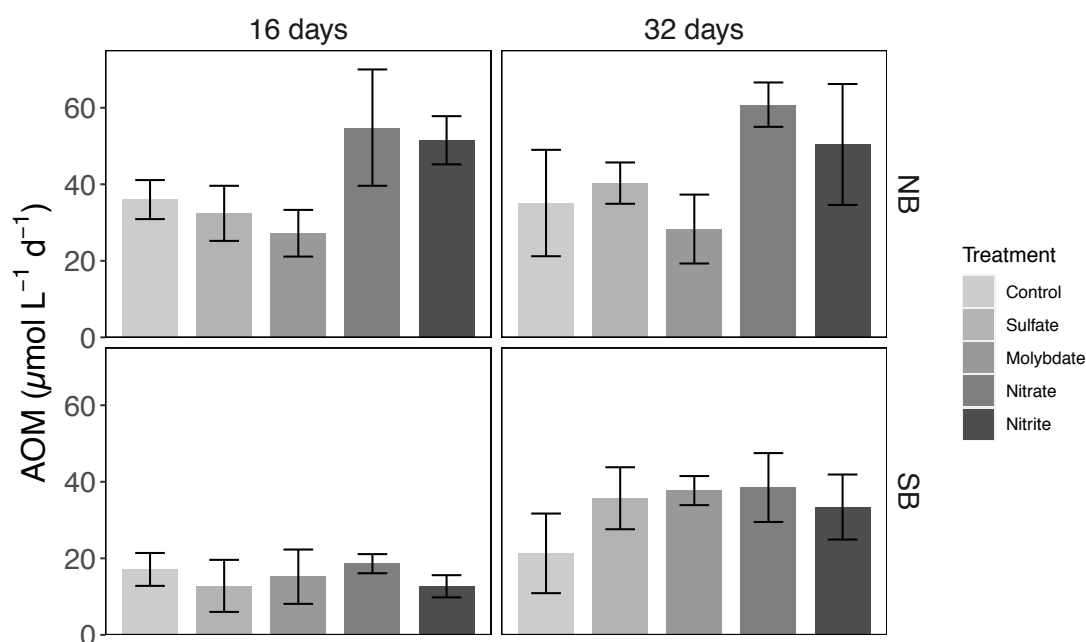 16 days
32 days
AOM (μmol L⁻¹ d⁻¹)
60
40
20
0
NB
60
40
20
0
SB
Treatment
Control
Sulfate
Molybdate
Nitrate
Nitrite